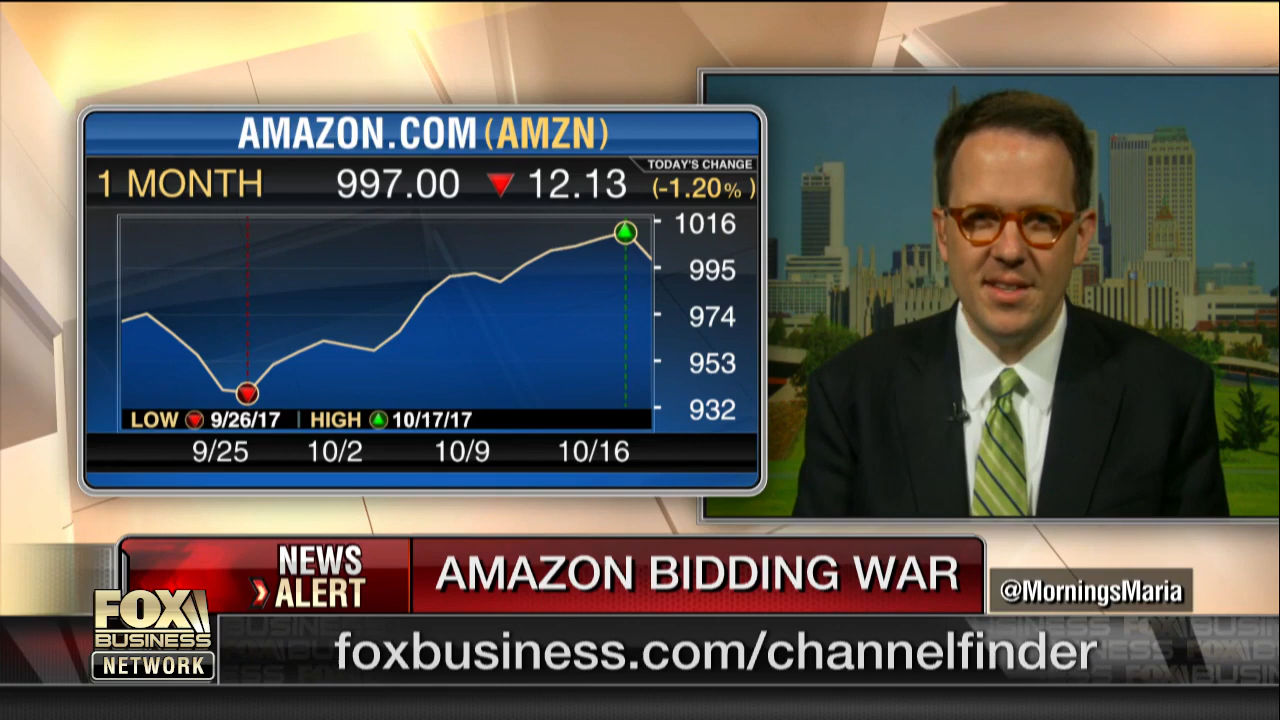 AMAZON.COM (AMZN)
TODAY'S CHANGE
1 MONTH 997.00 12.13 (-1.20%)
1016
995
974
953
932
LOW 9/26/17 | HIGH 10/17/17
9/25 10/2 10/9 10/16
NEWS
ALERT
AMAZON BIDDING WAR
@MorningsMaria
FOX
BUSINESS
NETWORK
foxbusiness.com/channelfinder